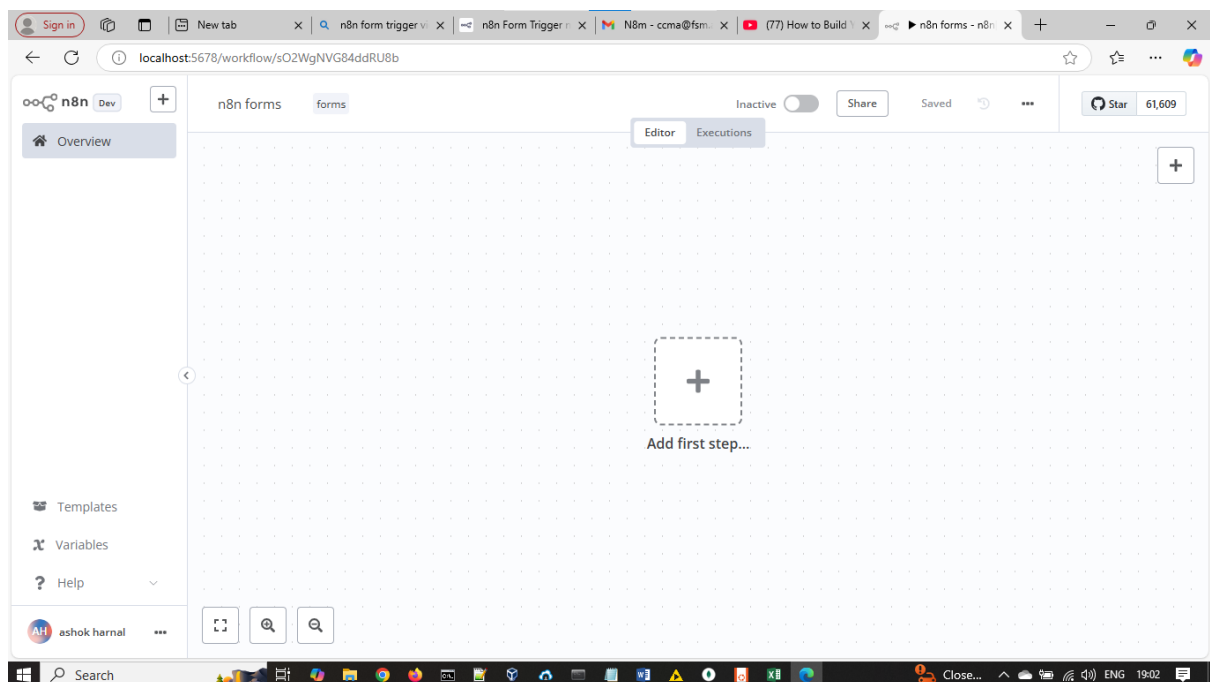 Sign in
New tab
n8n form trigger vi
n8n Form Trigger n
N8m - ccma@fsm.
(77) How to Build Y
n8n forms - n8n
localhost:5678/workflow/sO2WgNVG84ddRU8b
n8n Dev
n8n forms
forms
Inactive
Share
Saved
Star 61,609
Editor Executions
Overview
Add first step...
Templates
Variables
Help
AH ashok harnal
Search
Close...
ENG 19:02